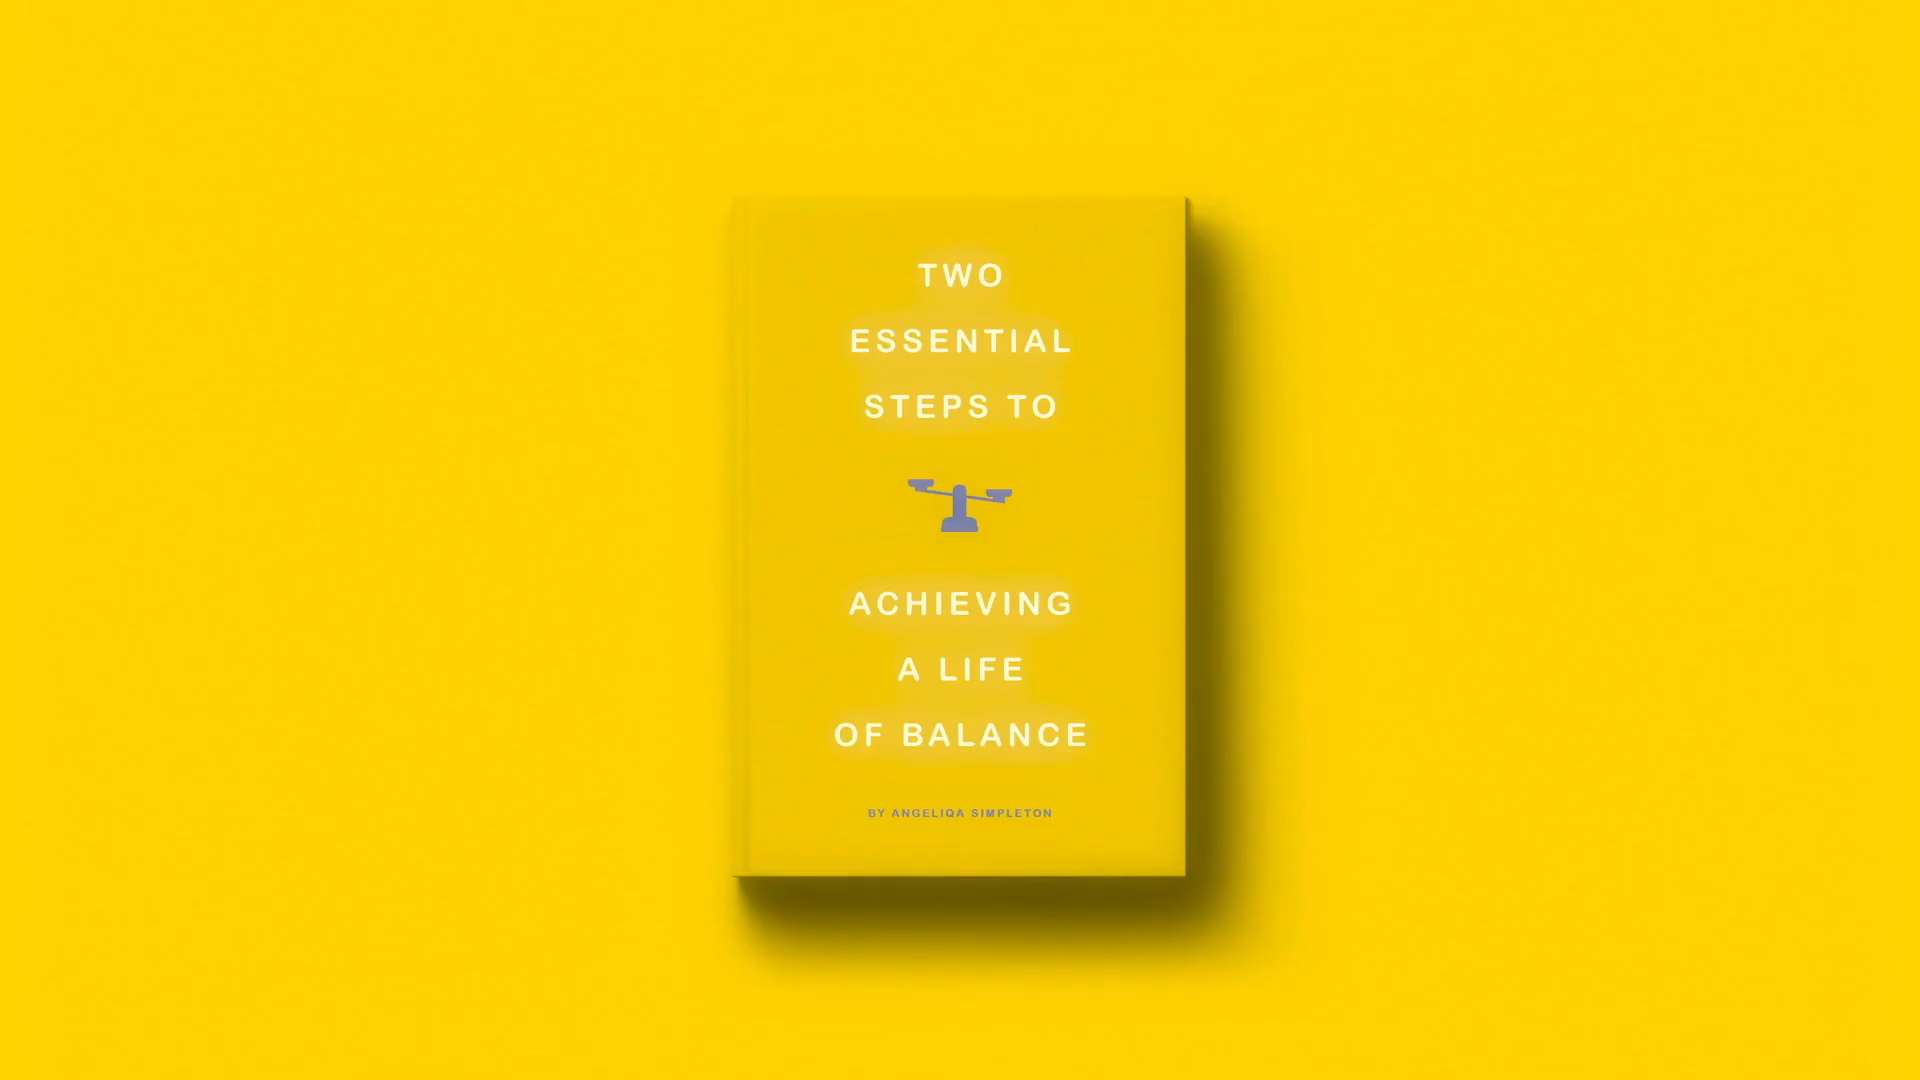 TWO
ESSENTIAL
STEPS TO
ACHIEVING
A LIFE
OF BALANCE
BY ANGELIQA SIMPLETON